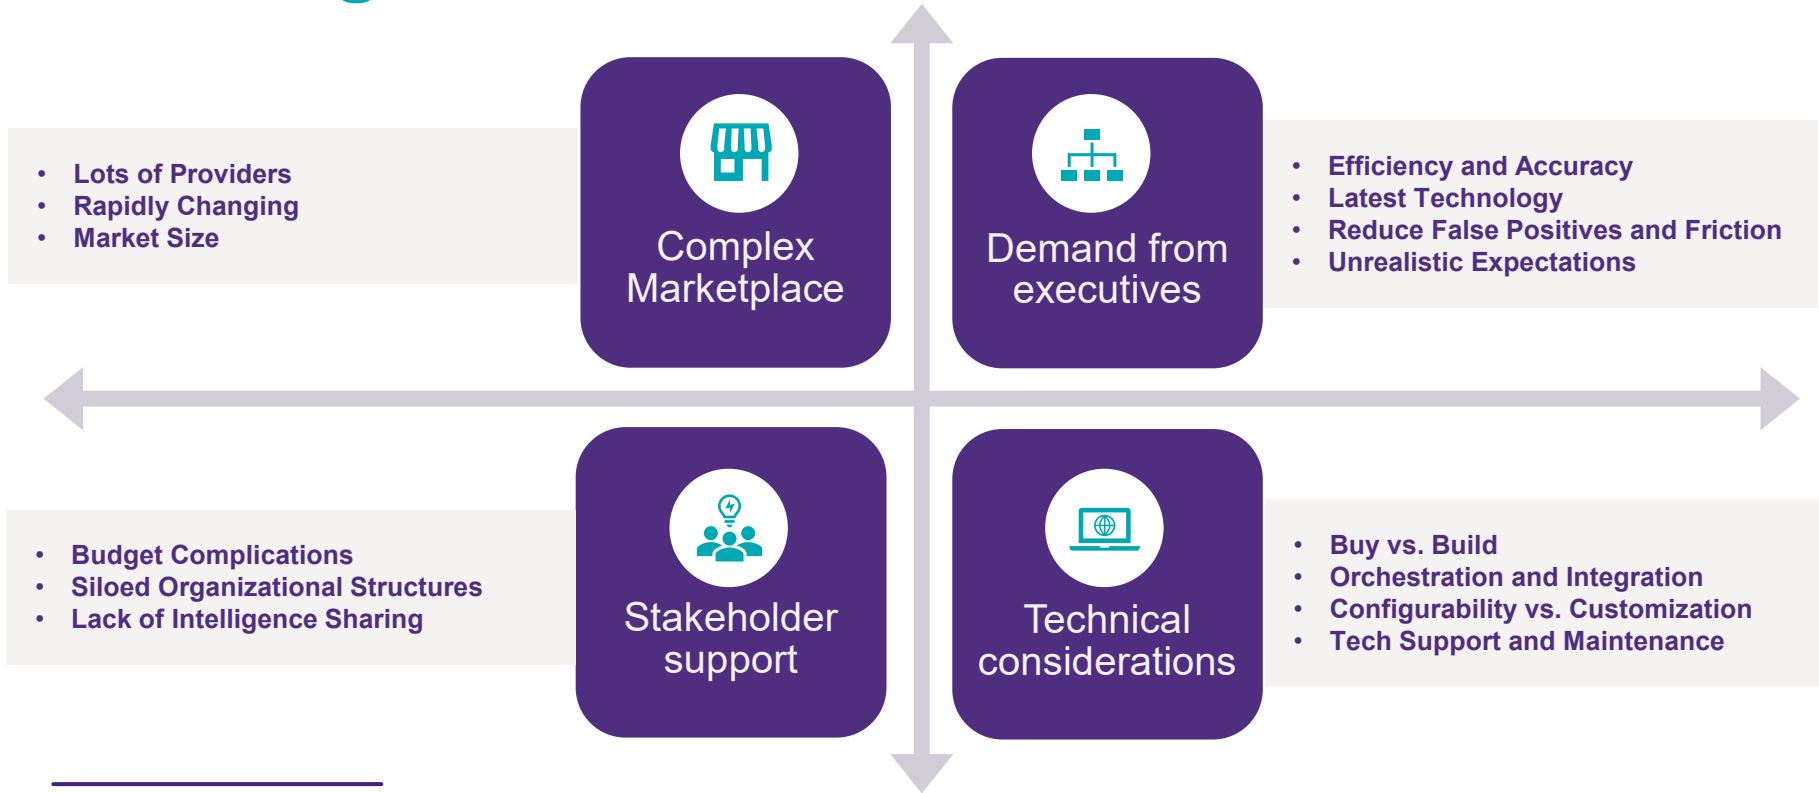 • Lots of Providers
• Rapidly Changing
• Market Size
Complex
Marketplace
Demand from
executives
• Efficiency and Accuracy
• Latest Technology
• Reduce False Positives and Friction
• Unrealistic Expectations
• Budget Complications
• Siloed Organizational Structures
• Lack of Intelligence Sharing
Stakeholder
support
Technical
considerations
• Buy vs. Build
• Orchestration and Integration
• Configurability vs. Customization
• Tech Support and Maintenance